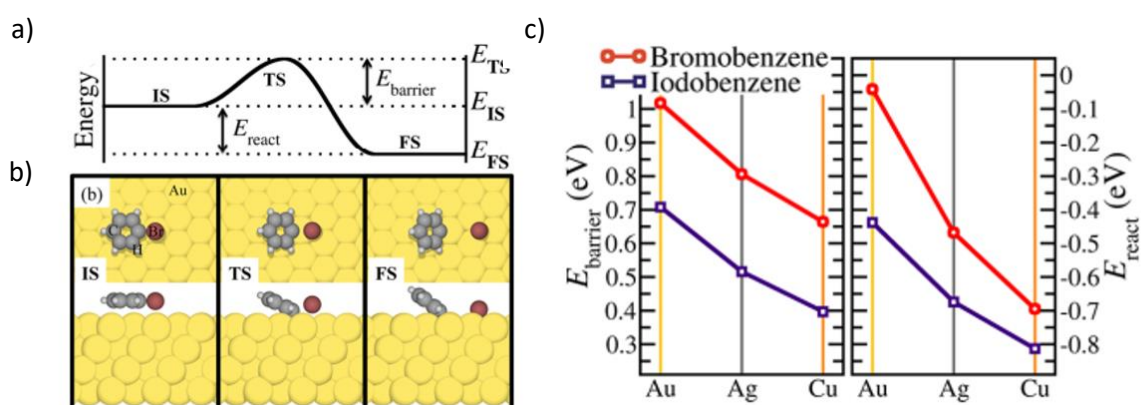 a)
Energy
IS
TS
FS
E_TS
E_barrier
E_IS
E_react
E_FS
b)
(b)
Au
Br
H
IS
TS
FS
c)
Bromobenzene
Iodobenzene
E_barrier (eV)
1
0.9
0.8
0.7
0.6
0.5
0.4
0.3
Au Ag Cu
0
-0.1
-0.2
-0.3
-0.4
-0.5
-0.6
-0.7
-0.8
E_react (eV)
Au Ag Cu